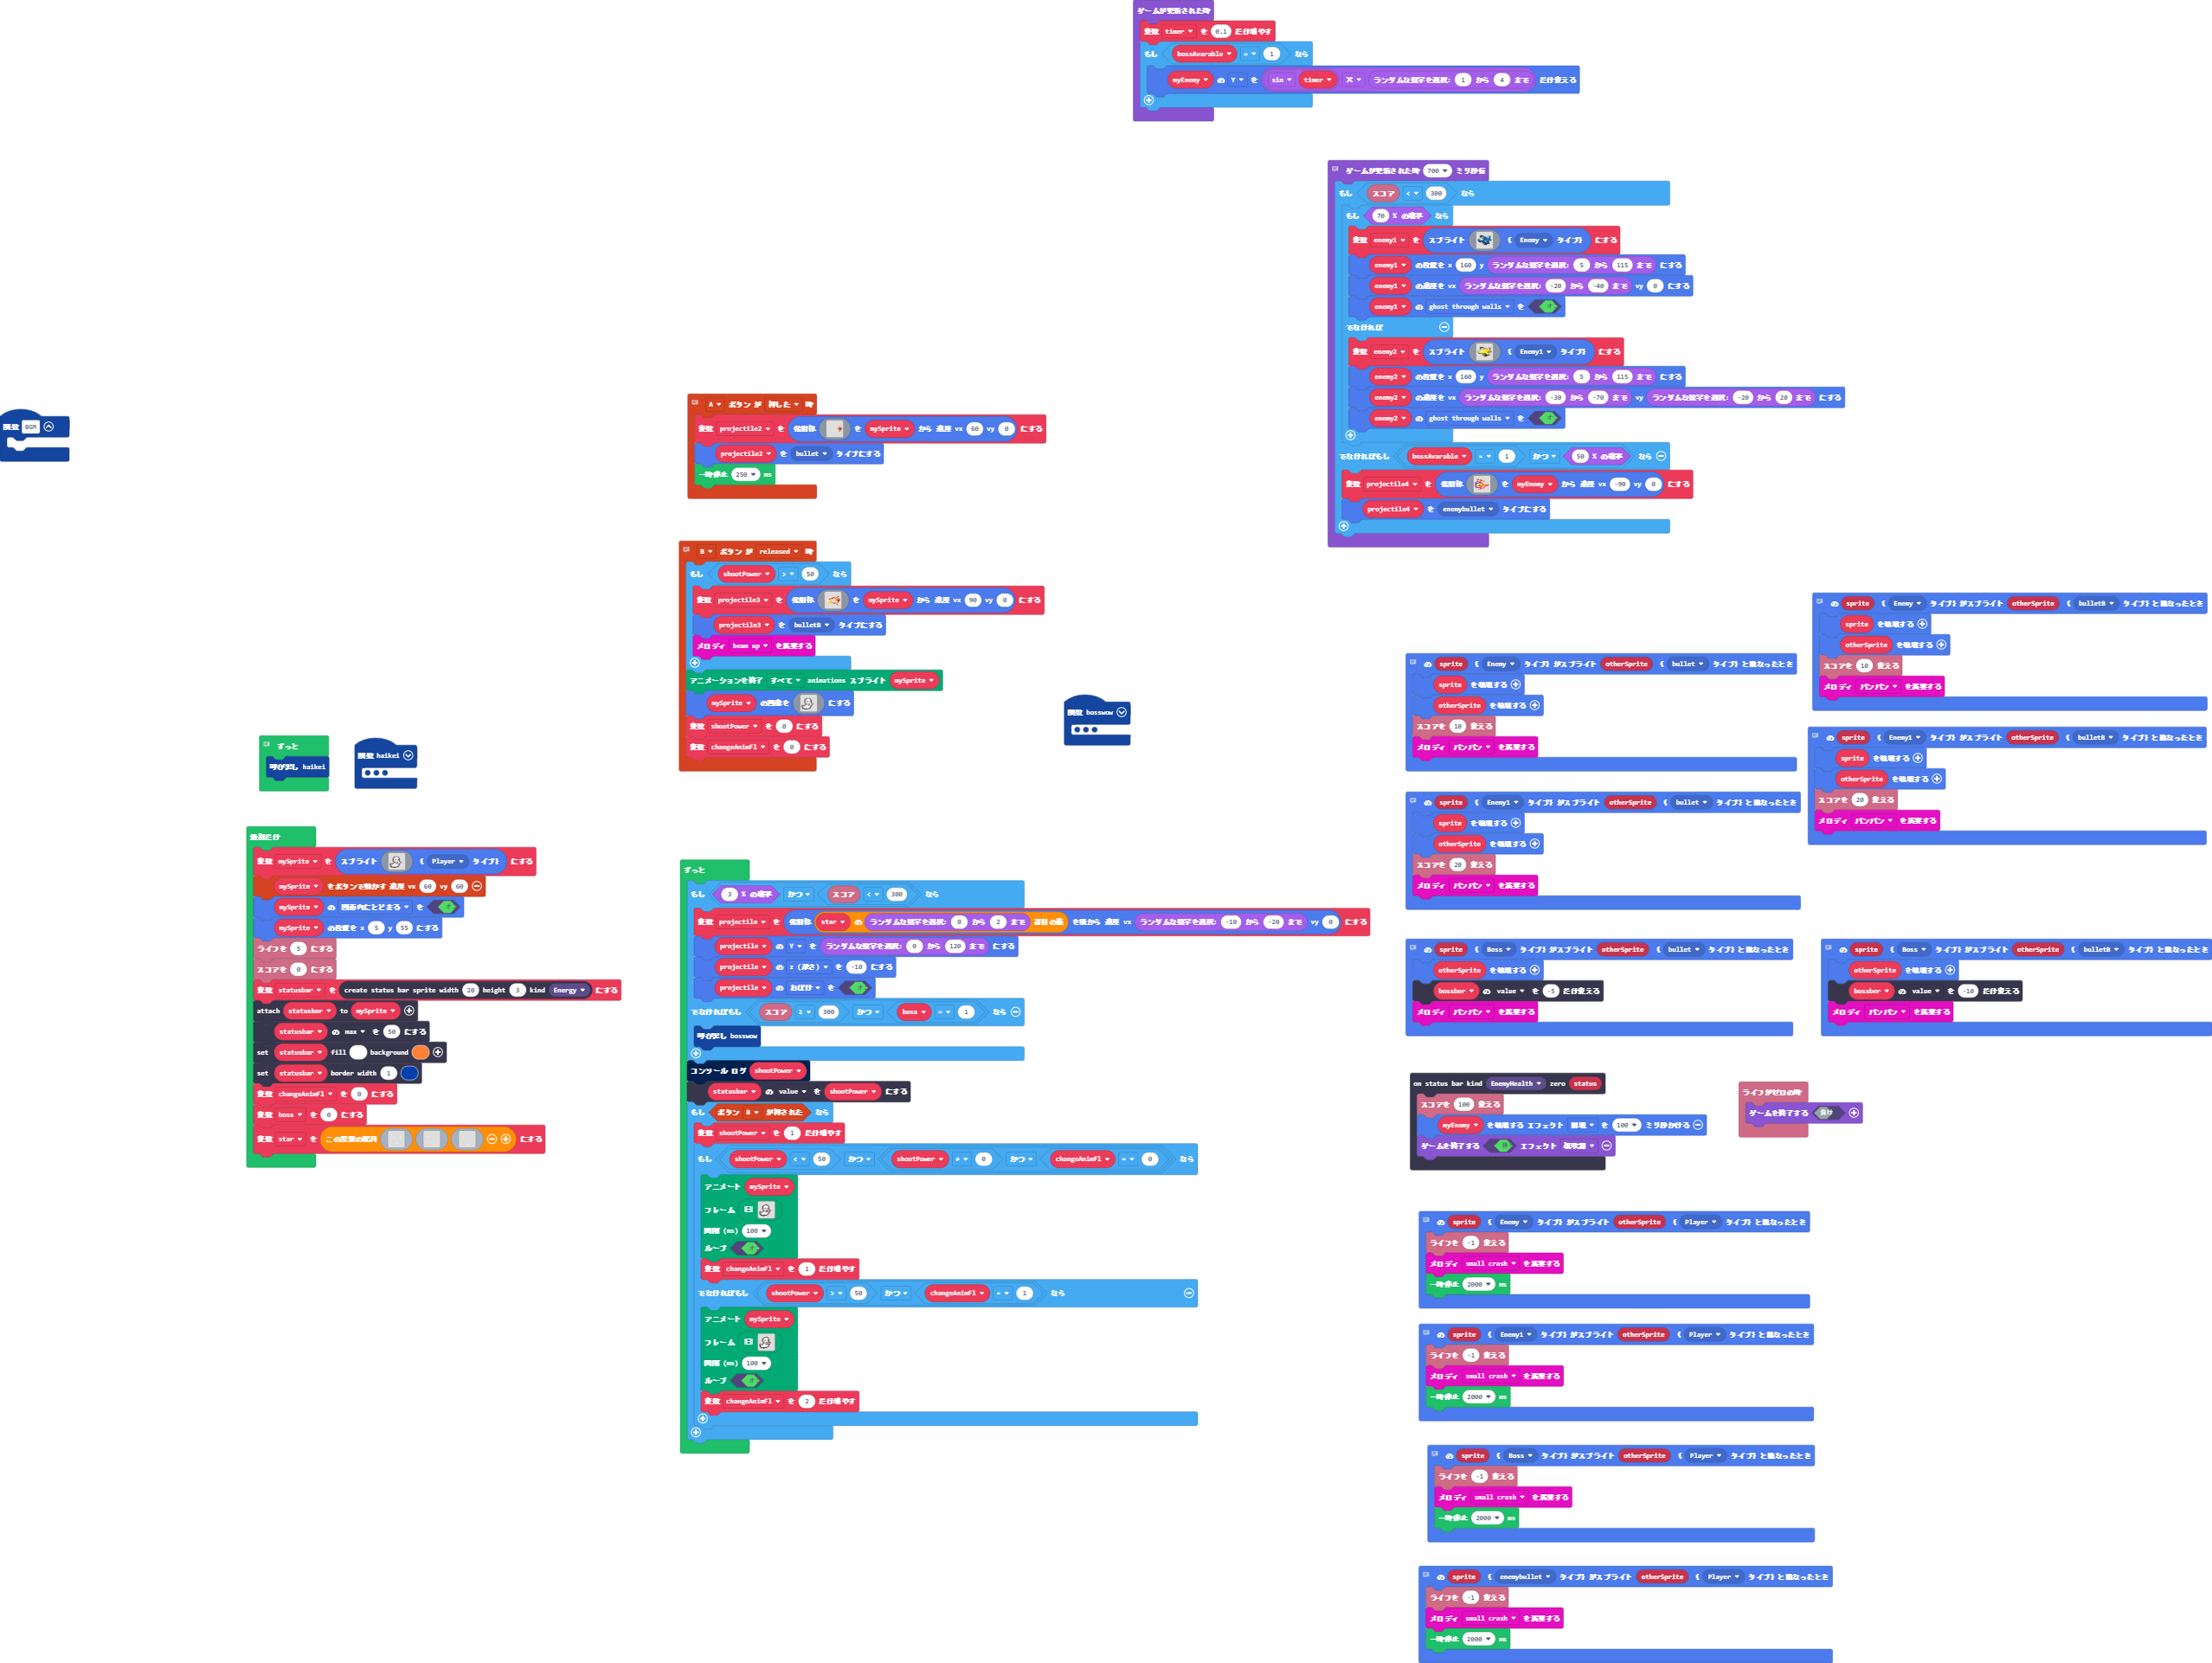 ゲームが更新された時
変数 timer を 0.1 だけ増やす
もし bossAvarable = 1 なら
myEnemy の Y を sin timer × ランダムな数字を選択: 1 から 4 まで だけ変える
ゲームが更新された時 700 ミリ秒毎
もし スコア < 300 なら
もし 70 % の確率 なら
変数 enemy1 を スプライト ( Enemy タイプ) にする
enemy1 の位置を x 160 y ランダムな数字を選択: 5 から 115 まで にする
enemy1 の速度を vx ランダムな数字を選択: -20 から -40 まで vy 0 にする
enemy1 の ghost through walls を オ
でなければ
変数 enemy2 を スプライト ( Enemy1 タイプ) にする
enemy2 の位置を x 160 y ランダムな数字を選択: 5 から 115 まで にする
enemy2 の速度を vx ランダムな数字を選択: -30 から -70 まで vy ランダムな数字を選択: -20 から 20 まで にする
enemy2 の ghost through walls を オ
でなければもし bossAvarable = 1 かつ 50 % の確率 なら
変数 projectile4 を 発射体 を myEnemy から 速度 vx -90 vy 0 にする
projectile4 を enemybullet タイプにする
関数 BGM
A ボタン が 押した 時
変数 projectile2 を 発射体 を mySprite から 速度 vx 60 vy 0 にする
projectile2 を bullet タイプにする
一時停止 250 ms
B ボタン が released 時
もし shootPower > 50 なら
変数 projectile3 を 発射体 を mySprite から 速度 vx 90 vy 0 にする
projectile3 を bulletB タイプにする
メロディ beam up を演奏する
アニメーションを終了 すべて animations スプライト mySprite
mySprite の画像を にする
変数 shootPower を 0 にする
変数 changeAnimFl を 0 にする
関数 bosswow
ずっと
呼び出し haikei
関数 haikei
最初だけ
変数 mySprite を スプライト ( Player タイプ) にする
mySprite をボタンで動かす 速度 vx 60 vy 60
mySprite の 画面内にとどまる を オ
mySprite の位置を x 5 y 55 にする
ライフを 5 にする
スコアを 0 にする
変数 statusbar を create status bar sprite width 20 height 3 kind Energy にする
attach statusbar to mySprite
statusbar の max を 50 にする
set statusbar fill background
set statusbar border width 1
変数 changeAnimFl を 0 にする
変数 boss を 0 にする
変数 star を この要素の配列 にする
ずっと
もし 3 % の確率 かつ スコア < 300 なら
変数 projectile を 発射体 star の ランダムな数字を選択: 0 から 2 まで 番目の値 を横から 速度 vx ランダムな数字を選択: -10 から -20 まで vy 0 にする
projectile の Y を ランダムな数字を選択: 0 から 120 まで にする
projectile の z (深さ) を -10 にする
projectile の おばけ を オ
でなければもし スコア ≥ 300 かつ boss = 1 なら
呼び出し bosswow
コンソール ログ shootPower
statusbar の value を shootPower にする
もし ボタン B が押された なら
変数 shootPower を 1 だけ増やす
もし shootPower < 50 かつ shootPower ≠ 0 かつ changeAnimFl = 0 なら
アニメート mySprite
フレーム
間隔 (ms) 100
ループ オ
変数 changeAnimFl を 1 だけ増やす
でなければもし shootPower > 50 かつ changeAnimFl = 1 なら
アニメート mySprite
フレーム
間隔 (ms) 100
ループ オ
変数 changeAnimFl を 2 だけ増やす
の sprite ( Enemy タイプ) がスプライト otherSprite ( bulletB タイプ) と重なったとき
sprite を破壊する
otherSprite を破壊する
スコアを 10 変える
メロディ バンバン を演奏する
の sprite ( Enemy タイプ) がスプライト otherSprite ( bullet タイプ) と重なったとき
sprite を破壊する
otherSprite を破壊する
スコアを 10 変える
メロディ バンバン を演奏する
の sprite ( Enemy1 タイプ) がスプライト otherSprite ( bulletB タイプ) と重なったとき
sprite を破壊する
otherSprite を破壊する
スコアを 20 変える
メロディ バンバン を演奏する
の sprite ( Enemy1 タイプ) がスプライト otherSprite ( bullet タイプ) と重なったとき
sprite を破壊する
otherSprite を破壊する
スコアを 20 変える
メロディ バンバン を演奏する
の sprite ( Boss タイプ) がスプライト otherSprite ( bullet タイプ) と重なったとき
otherSprite を破壊する
bossber の value を -5 だけ変える
メロディ バンバン を演奏する
の sprite ( Boss タイプ) がスプライト otherSprite ( bulletB タイプ) と重なったとき
otherSprite を破壊する
bossber の value を -10 だけ変える
メロディ バンバン を演奏する
on status bar kind EnemyHealth zero status
スコアを 100 変える
myEnemy を破壊する エフェクト を 100 ミリ秒かける
ゲームを終了する エフェクト 紙吹雪
ライフがゼロの時
ゲームを終了する 負け
の sprite ( Enemy タイプ) がスプライト otherSprite ( Player タイプ) と重なったとき
ライフを -1 変える
メロディ small crash を演奏する
一時停止 2000 ms
の sprite ( Enemy1 タイプ) がスプライト otherSprite ( Player タイプ) と重なったとき
ライフを -1 変える
メロディ small crash を演奏する
一時停止 2000 ms
の sprite ( Boss タイプ) がスプライト otherSprite ( Player タイプ) と重なったとき
ライフを -1 変える
メロディ small crash を演奏する
一時停止 2000 ms
の sprite ( enemybullet タイプ) がスプライト otherSprite ( Player タイプ) と重なったとき
ライフを -1 変える
メロディ small crash を演奏する
一時停止 2000 ms